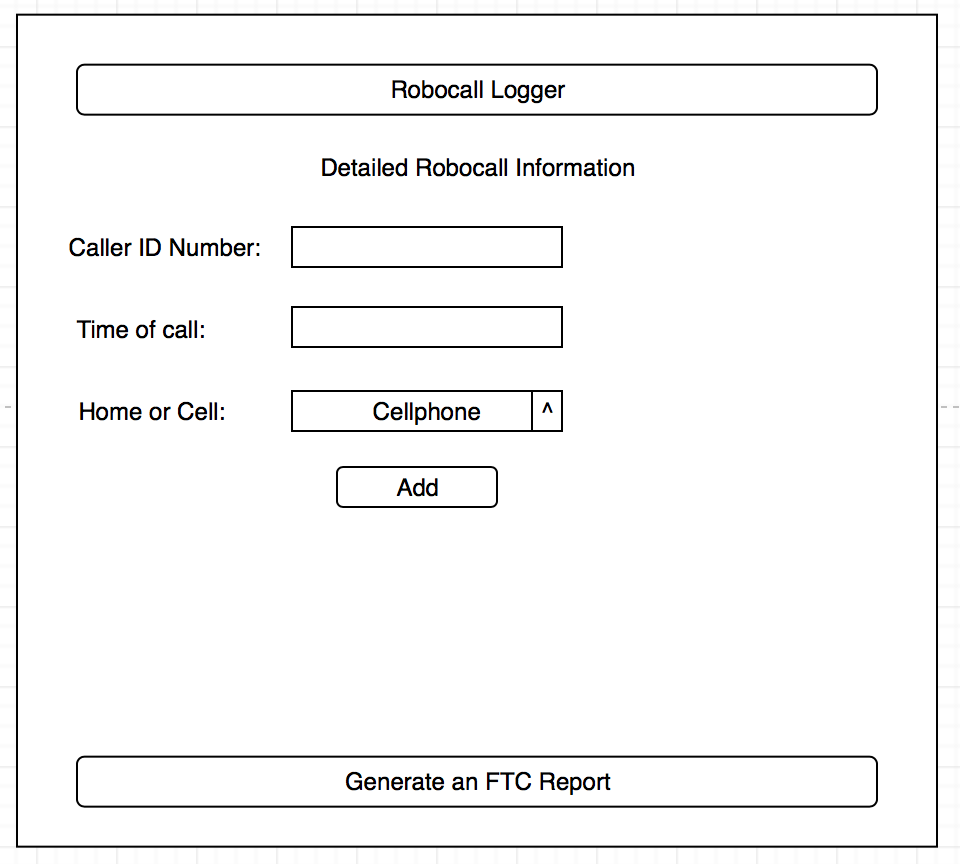 Robocall Logger
Detailed Robocall Information
Caller ID Number:
Time of call:
Home or Cell: Cellphone ^
Add
Generate an FTC Report